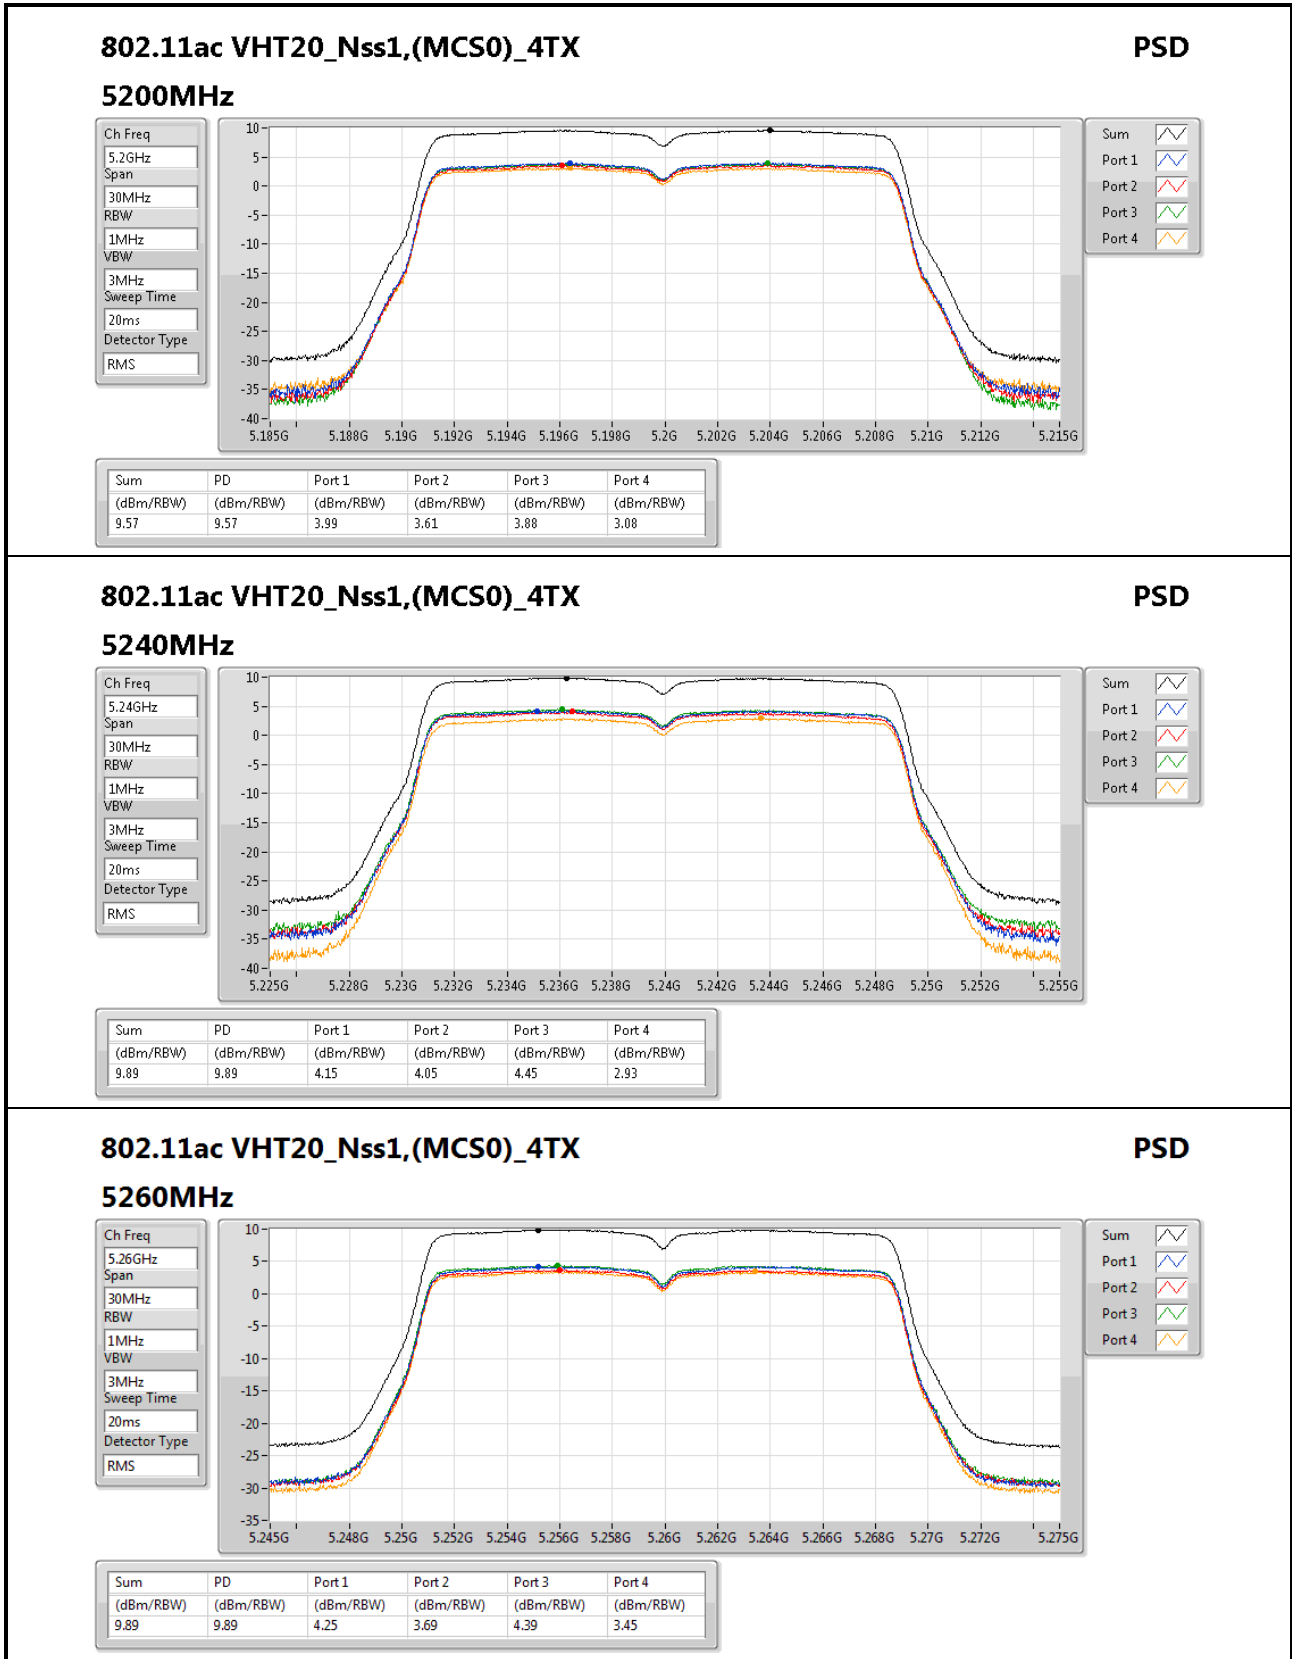 802.11ac VHT20_Nss1,(MCS0)_4TX PSD
5200MHz
Ch Freq
5.2GHz
Span
30MHz
RBW
1MHz
VBW
3MHz
Sweep Time
20ms
Detector Type
RMS
10
5
0
-5
-10
-15
-20
-25
-30
-35
-40
5.185G 5.188G 5.19G 5.192G 5.194G 5.196G 5.198G 5.2G 5.202G 5.204G 5.206G 5.208G 5.21G 5.212G 5.215G
Sum
Port 1
Port 2
Port 3
Port 4
Sum PD Port 1 Port 2 Port 3 Port 4
(dBm/RBW) (dBm/RBW) (dBm/RBW) (dBm/RBW) (dBm/RBW) (dBm/RBW)
9.57 9.57 3.99 3.61 3.88 3.08
802.11ac VHT20_Nss1,(MCS0)_4TX PSD
5240MHz
Ch Freq
5.24GHz
Span
30MHz
RBW
1MHz
VBW
3MHz
Sweep Time
20ms
Detector Type
RMS
10
5
0
-5
-10
-15
-20
-25
-30
-35
-40
5.225G 5.228G 5.23G 5.232G 5.234G 5.236G 5.238G 5.24G 5.242G 5.244G 5.246G 5.248G 5.25G 5.252G 5.255G
Sum
Port 1
Port 2
Port 3
Port 4
Sum PD Port 1 Port 2 Port 3 Port 4
(dBm/RBW) (dBm/RBW) (dBm/RBW) (dBm/RBW) (dBm/RBW) (dBm/RBW)
9.89 9.89 4.15 4.05 4.45 2.93
802.11ac VHT20_Nss1,(MCS0)_4TX PSD
5260MHz
Ch Freq
5.26GHz
Span
30MHz
RBW
1MHz
VBW
3MHz
Sweep Time
20ms
Detector Type
RMS
10
5
0
-5
-10
-15
-20
-25
-30
-35
5.245G 5.248G 5.25G 5.252G 5.254G 5.256G 5.258G 5.26G 5.262G 5.264G 5.266G 5.268G 5.27G 5.272G 5.275G
Sum
Port 1
Port 2
Port 3
Port 4
Sum PD Port 1 Port 2 Port 3 Port 4
(dBm/RBW) (dBm/RBW) (dBm/RBW) (dBm/RBW) (dBm/RBW) (dBm/RBW)
9.89 9.89 4.25 3.69 4.39 3.45